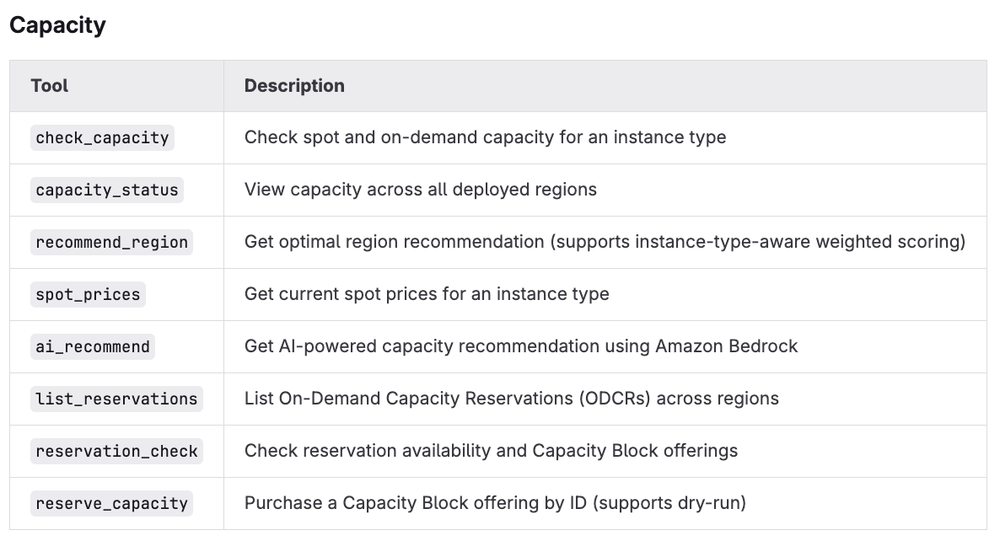 Capacity
Tool Description
check_capacity Check spot and on-demand capacity for an instance type
capacity_status View capacity across all deployed regions
recommend_region Get optimal region recommendation (supports instance-type-aware weighted scoring)
spot_prices Get current spot prices for an instance type
ai_recommend Get AI-powered capacity recommendation using Amazon Bedrock
list_reservations List On-Demand Capacity Reservations (ODCRs) across regions
reservation_check Check reservation availability and Capacity Block offerings
reserve_capacity Purchase a Capacity Block offering by ID (supports dry-run)